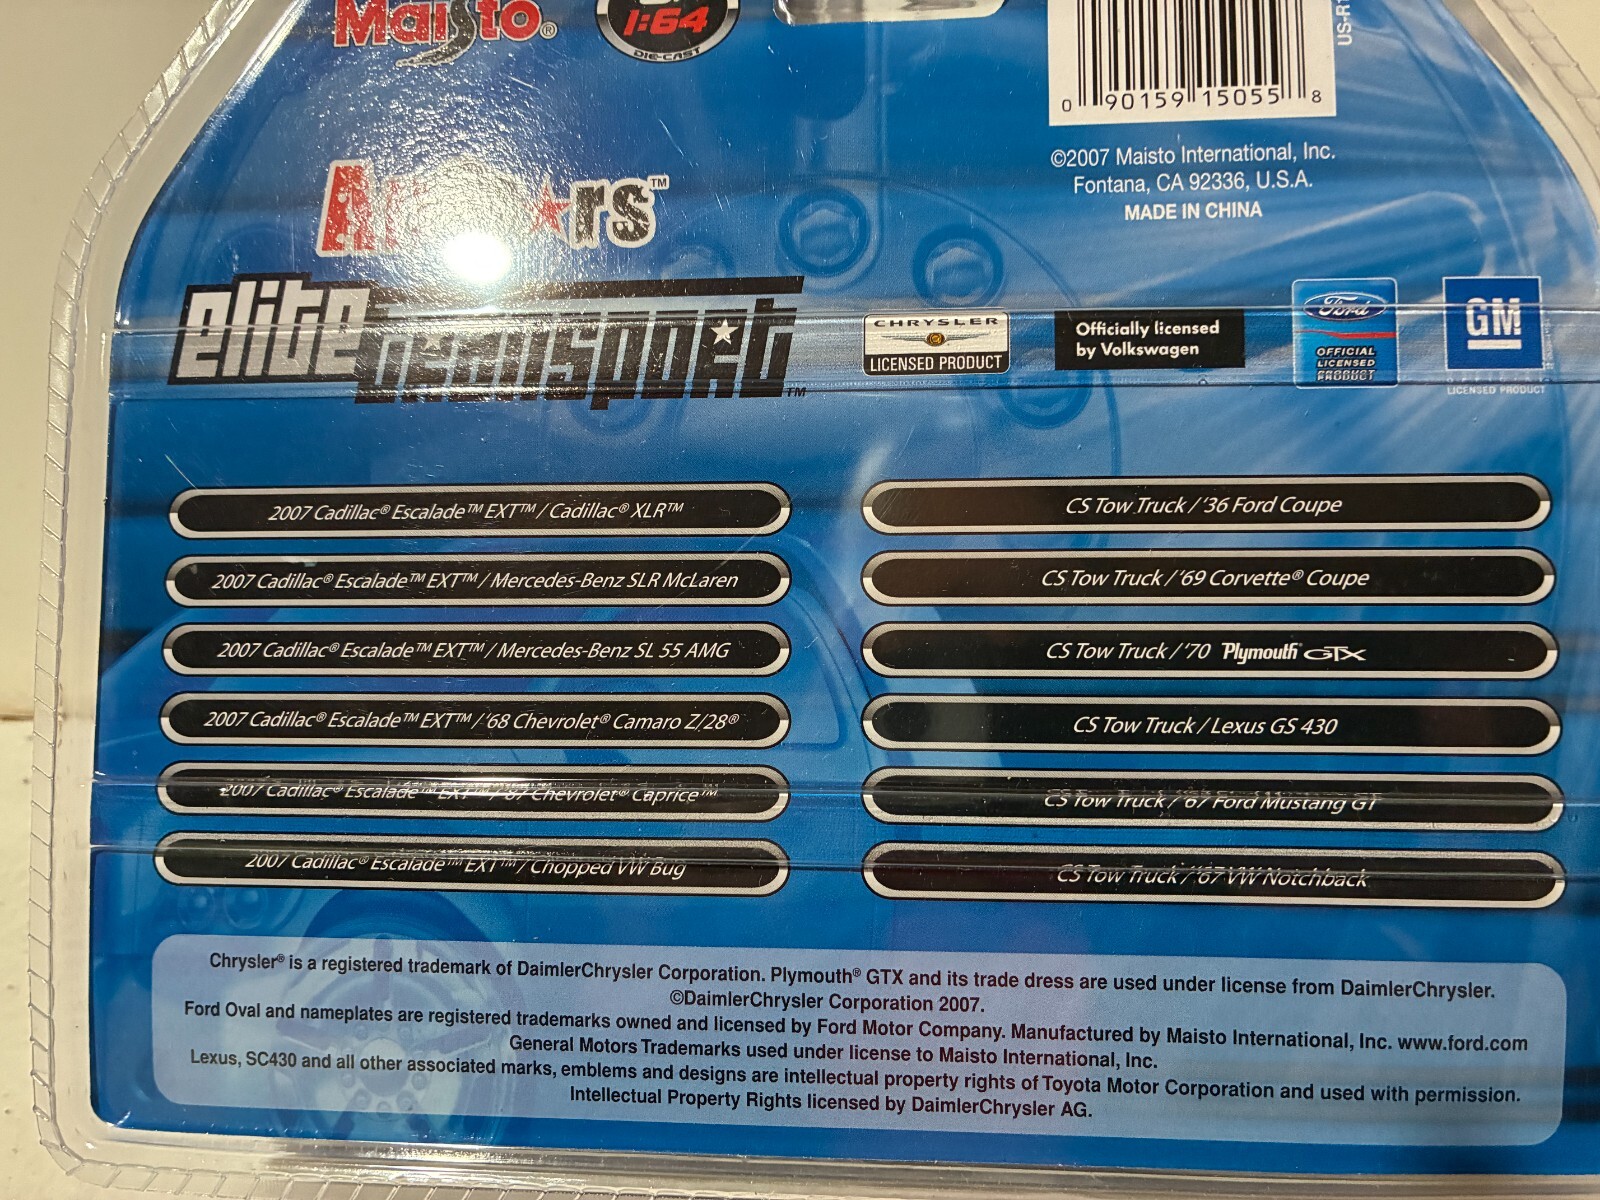 Maisto®
1:64
DIE-CAST
0 90159 15055 8
©2007 Maisto International, Inc.
Fontana, CA 92336, U.S.A.
MADE IN CHINA
rs™
elite transport™
CHRYSLER
LICENSED PRODUCT
Officially licensed
by Volkswagen
Ford
OFFICIAL
LICENSED
PRODUCT
GM
LICENSED PRODUCT
2007 Cadillac® Escalade™ EXT™ / Cadillac® XLR™
2007 Cadillac® Escalade™ EXT™ / Mercedes-Benz SLR McLaren
2007 Cadillac® Escalade™ EXT™ / Mercedes-Benz SL 55 AMG
2007 Cadillac® Escalade™ EXT™ / '68 Chevrolet® Camaro Z/28®
2007 Cadillac® Escalade™ EXT™ / '87 Chevrolet® Caprice™
2007 Cadillac® Escalade™ EXT™ / Chopped VW Bug
CS Tow Truck / '36 Ford Coupe
CS Tow Truck / '69 Corvette® Coupe
CS Tow Truck / '70 Plymouth GTX
CS Tow Truck / Lexus GS 430
CS Tow Truck / '67 Ford Mustang GT
CS Tow Truck / '67 VW Notchback
Chrysler® is a registered trademark of DaimlerChrysler Corporation. Plymouth® GTX and its trade dress are used under license from DaimlerChrysler.
©DaimlerChrysler Corporation 2007.
Ford Oval and nameplates are registered trademarks owned and licensed by Ford Motor Company. Manufactured by Maisto International, Inc. www.ford.com
General Motors Trademarks used under license to Maisto International, Inc.
Lexus, SC430 and all other associated marks, emblems and designs are intellectual property rights of Toyota Motor Corporation and used with permission.
Intellectual Property Rights licensed by DaimlerChrysler AG.